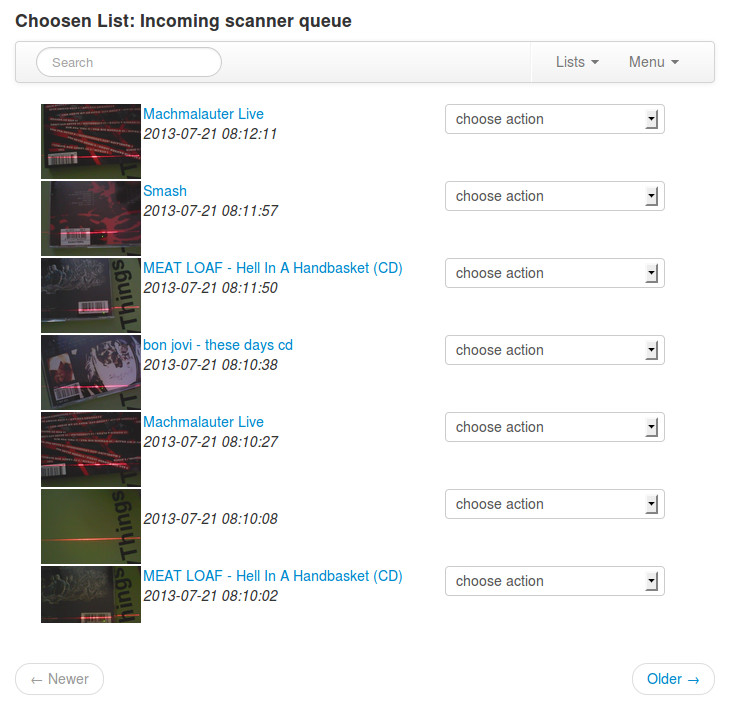 Choosen List: Incoming scanner queue
Search
Lists
Menu
Machmalauter Live
2013-07-21 08:12:11
choose action
Smash
2013-07-21 08:11:57
choose action
MEAT LOAF - Hell In A Handbasket (CD)
2013-07-21 08:11:50
choose action
Things
bon jovi - these days cd
2013-07-21 08:10:38
choose action
Machmalauter Live
2013-07-21 08:10:27
choose action
2013-07-21 08:10:08
choose action
Things
MEAT LOAF - Hell In A Handbasket (CD)
2013-07-21 08:10:02
choose action
← Newer
Older →